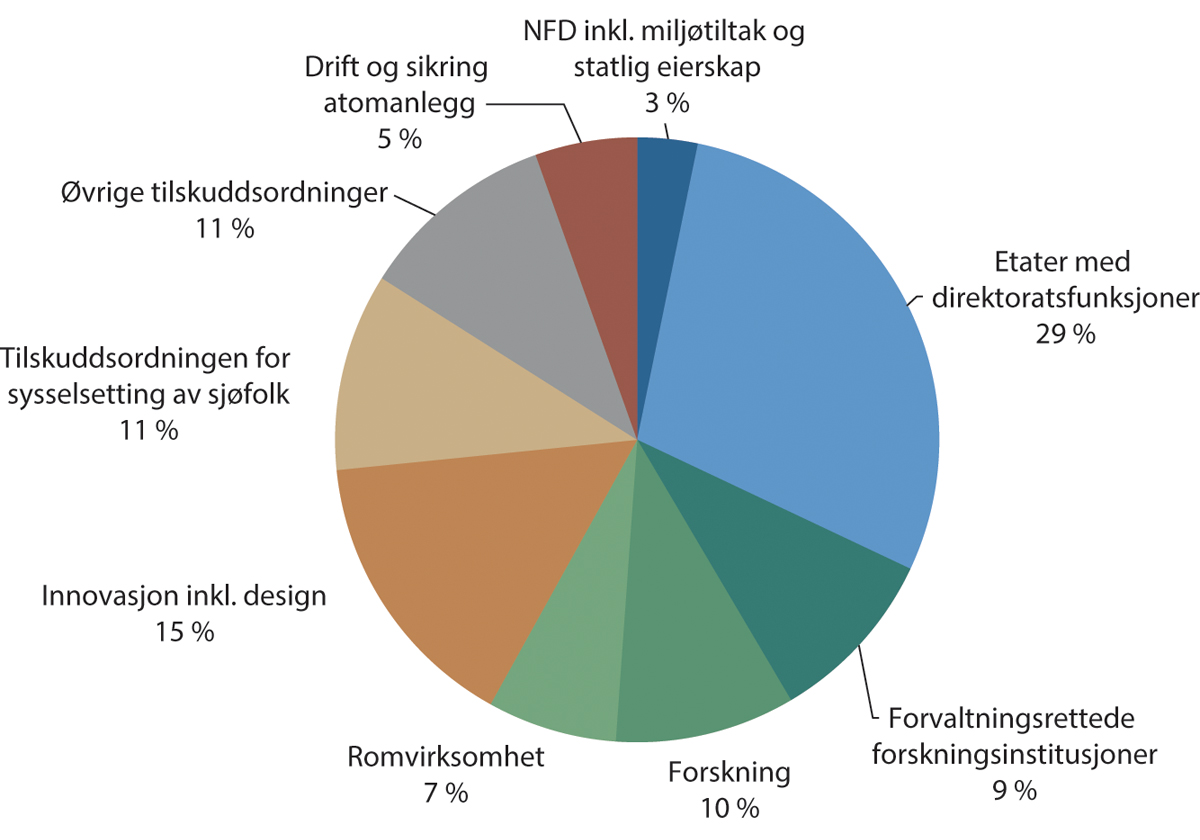 NFD inkl. miljøtiltak og
statlig eierskap
3 %
Etater med
direktoratsfunksjoner
29 %
Forvaltningsrettede
forskningsinstitusjoner
9 %
Forskning
10 %
Romvirksomhet
7 %
Innovasjon inkl. design
15 %
Tilskuddsordningen for
sysselsetting av sjøfolk
11 %
Øvrige tilskuddsordninger
11 %
Drift og sikring
atomanlegg
5 %